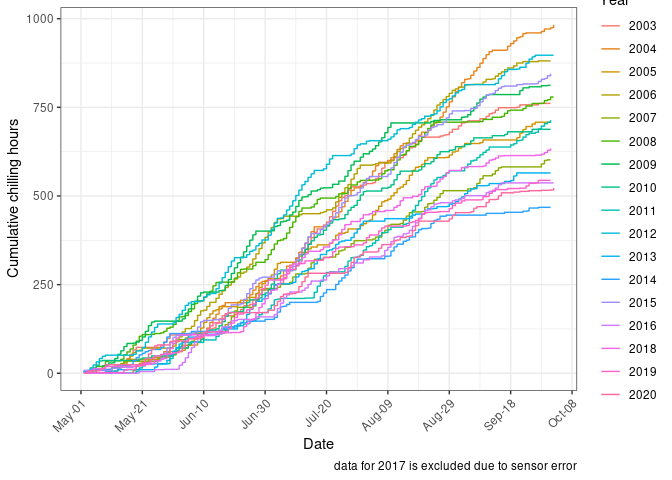 Year
1000
750
500
250
0
Cumulative chilling hours
May-01
May-21
Jun-10
Jun-30
Jul-20
Aug-09
Aug-29
Sep-18
Oct-08
Date
data for 2017 is excluded due to sensor error
2003
2004
2005
2006
2007
2008
2009
2010
2011
2012
2013
2014
2015
2016
2018
2019
2020